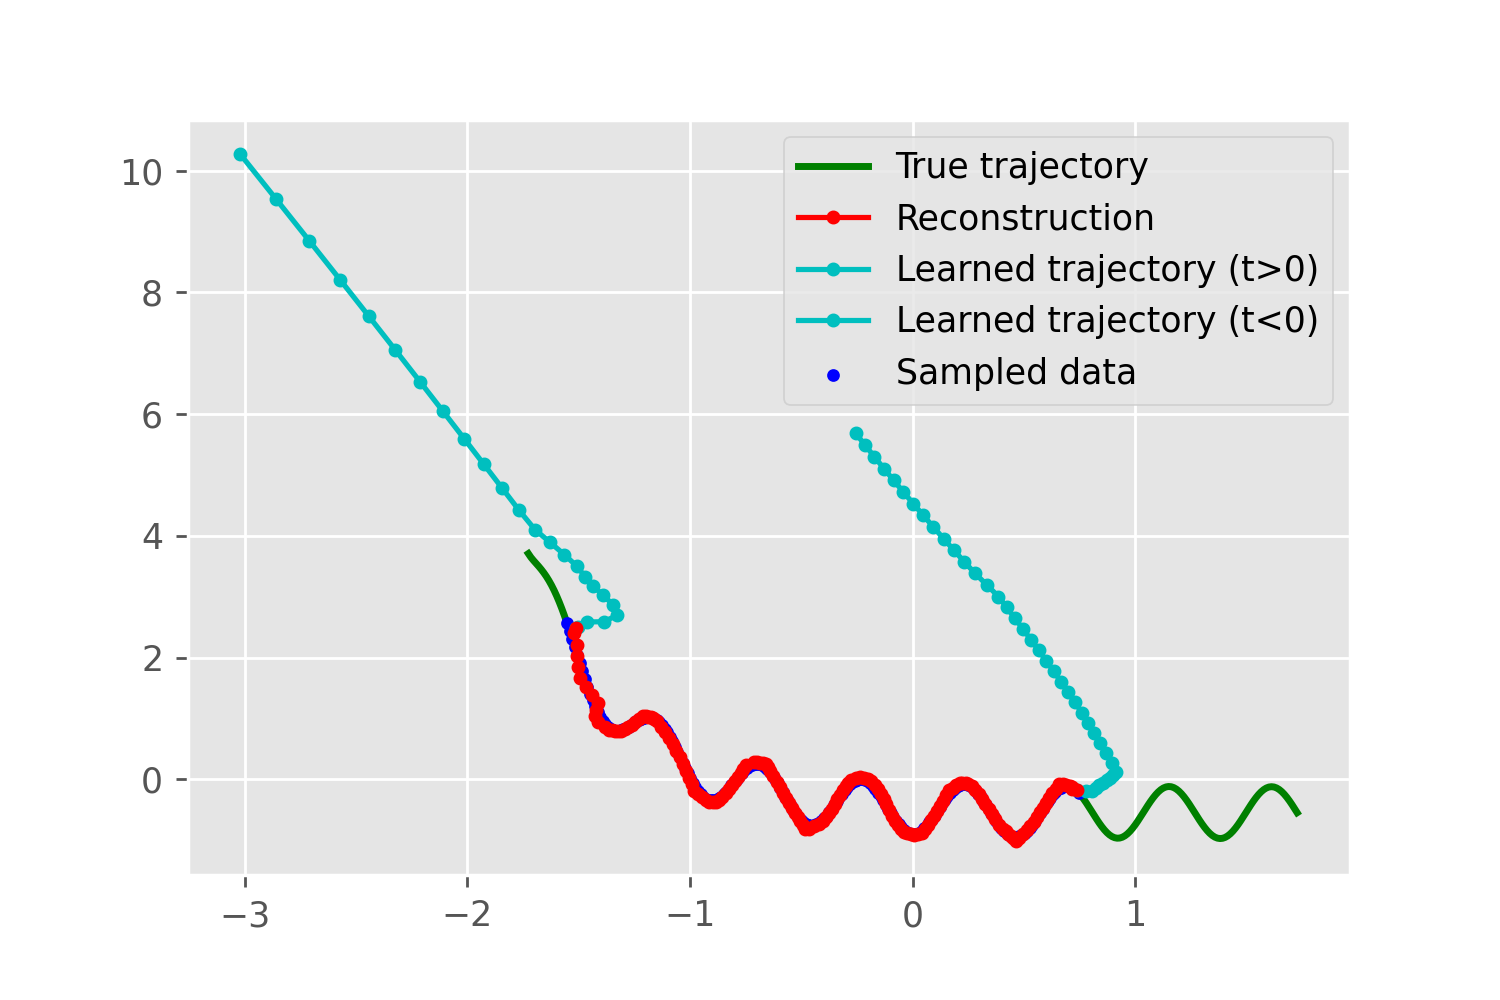 True trajectory
Reconstruction
Learned trajectory (t>0)
Learned trajectory (t<0)
Sampled data
10
8
6
4
2
0
−3
−2
−1
0
1